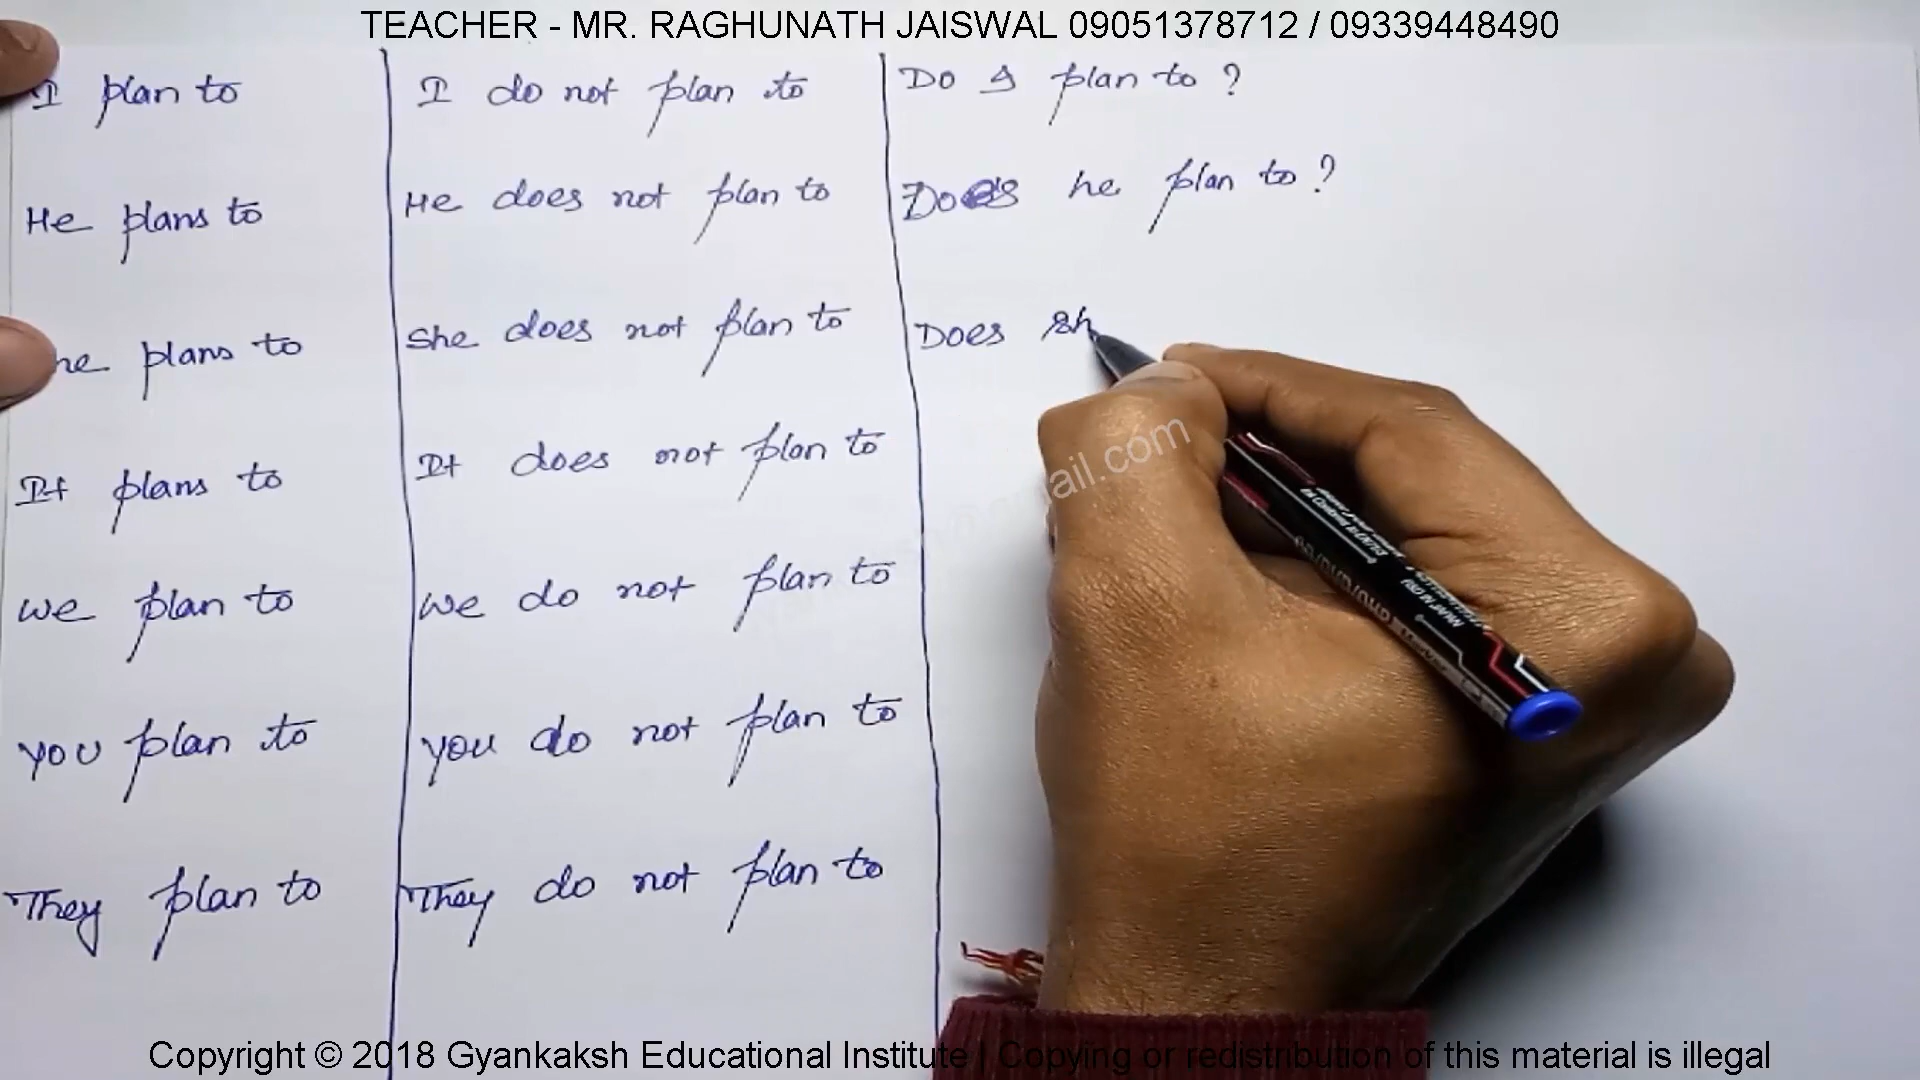 TEACHER - MR. RAGHUNATH JAISWAL 09051378712 / 09339448490
I plan to
I do not plan to
Do I plan to ?
He plans to
He does not plan to
Does he plan to ?
he plans to
She does not plan to
Does sh
It plans to
It does not plan to
ail.com
We plan to
We do not plan to
You plan to
You do not plan to
They plan to
They do not plan to
Copyright © 2018 Gyankaksh Educational Institute | Copying or redistribution of this material is illegal